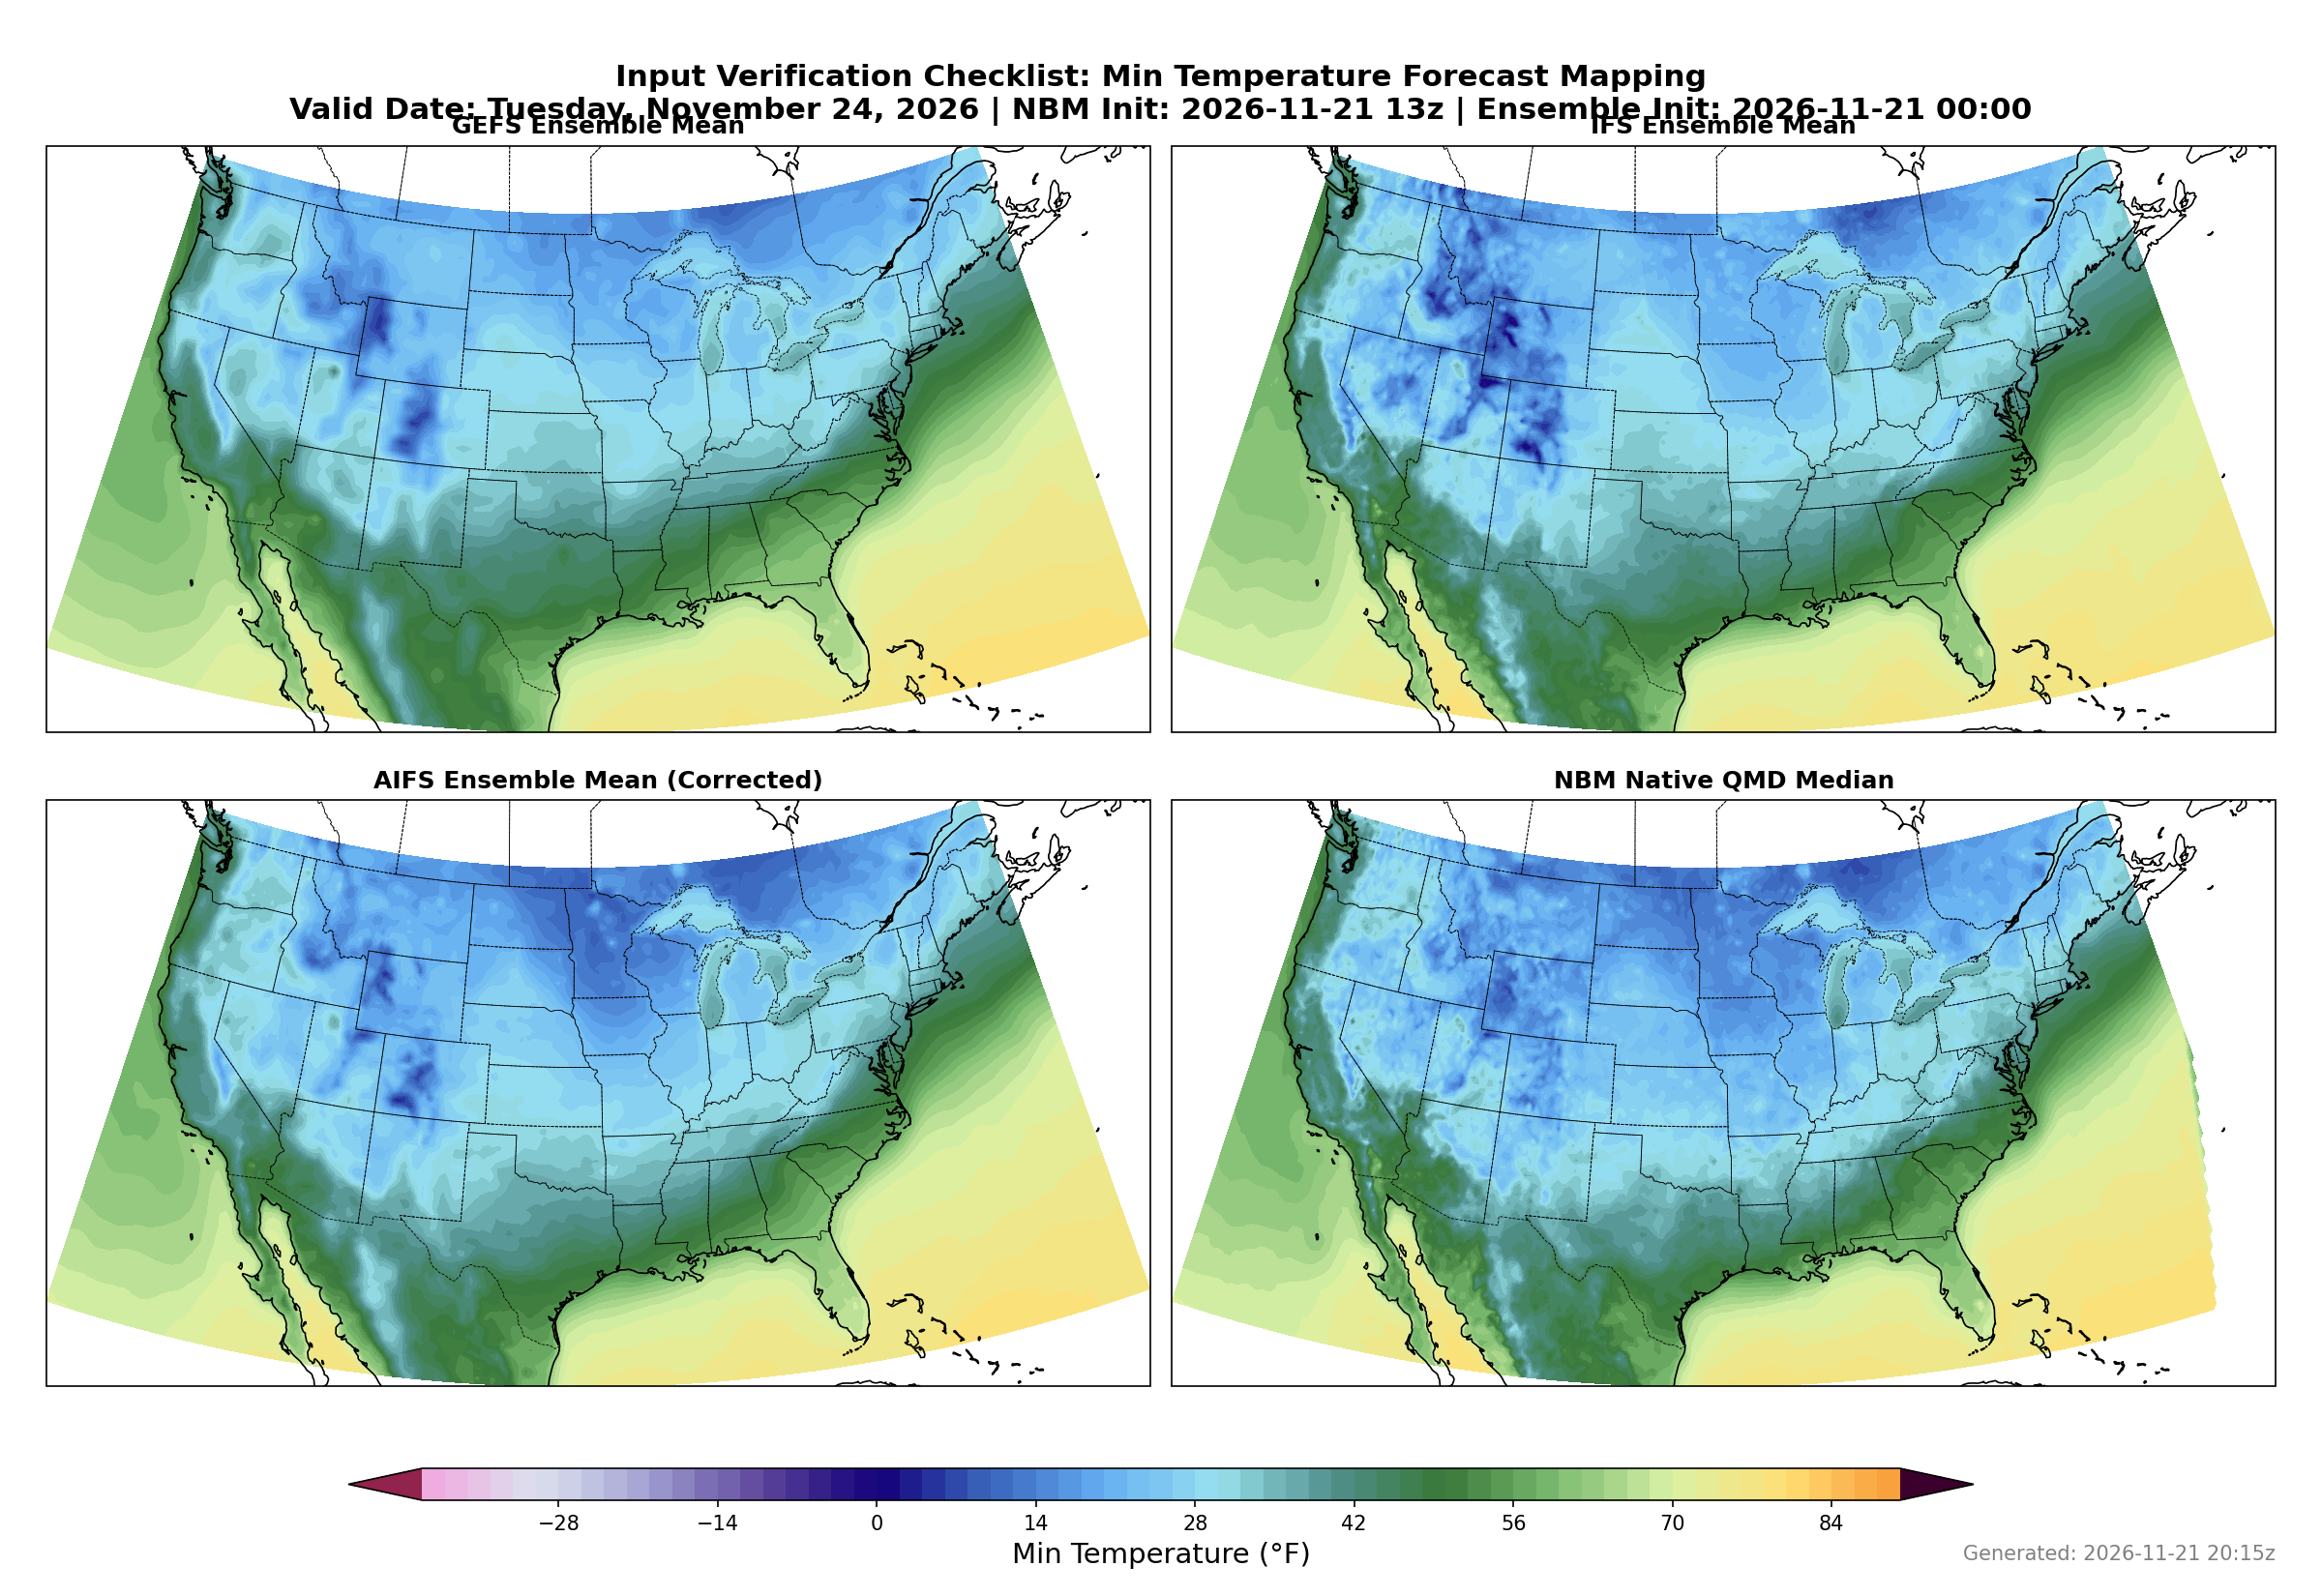 Input Verification Checklist: Min Temperature Forecast Mapping
Valid Date: Tuesday, November 24, 2026 | NBM Init: 2026-11-21 13z | Ensemble Init: 2026-11-21 00:00
GEFS Ensemble Mean
IFS Ensemble Mean
AIFS Ensemble Mean (Corrected)
NBM Native QMD Median
−28 −14 0 14 28 42 56 70 84
Min Temperature (°F)
Generated: 2026-11-21 20:15z